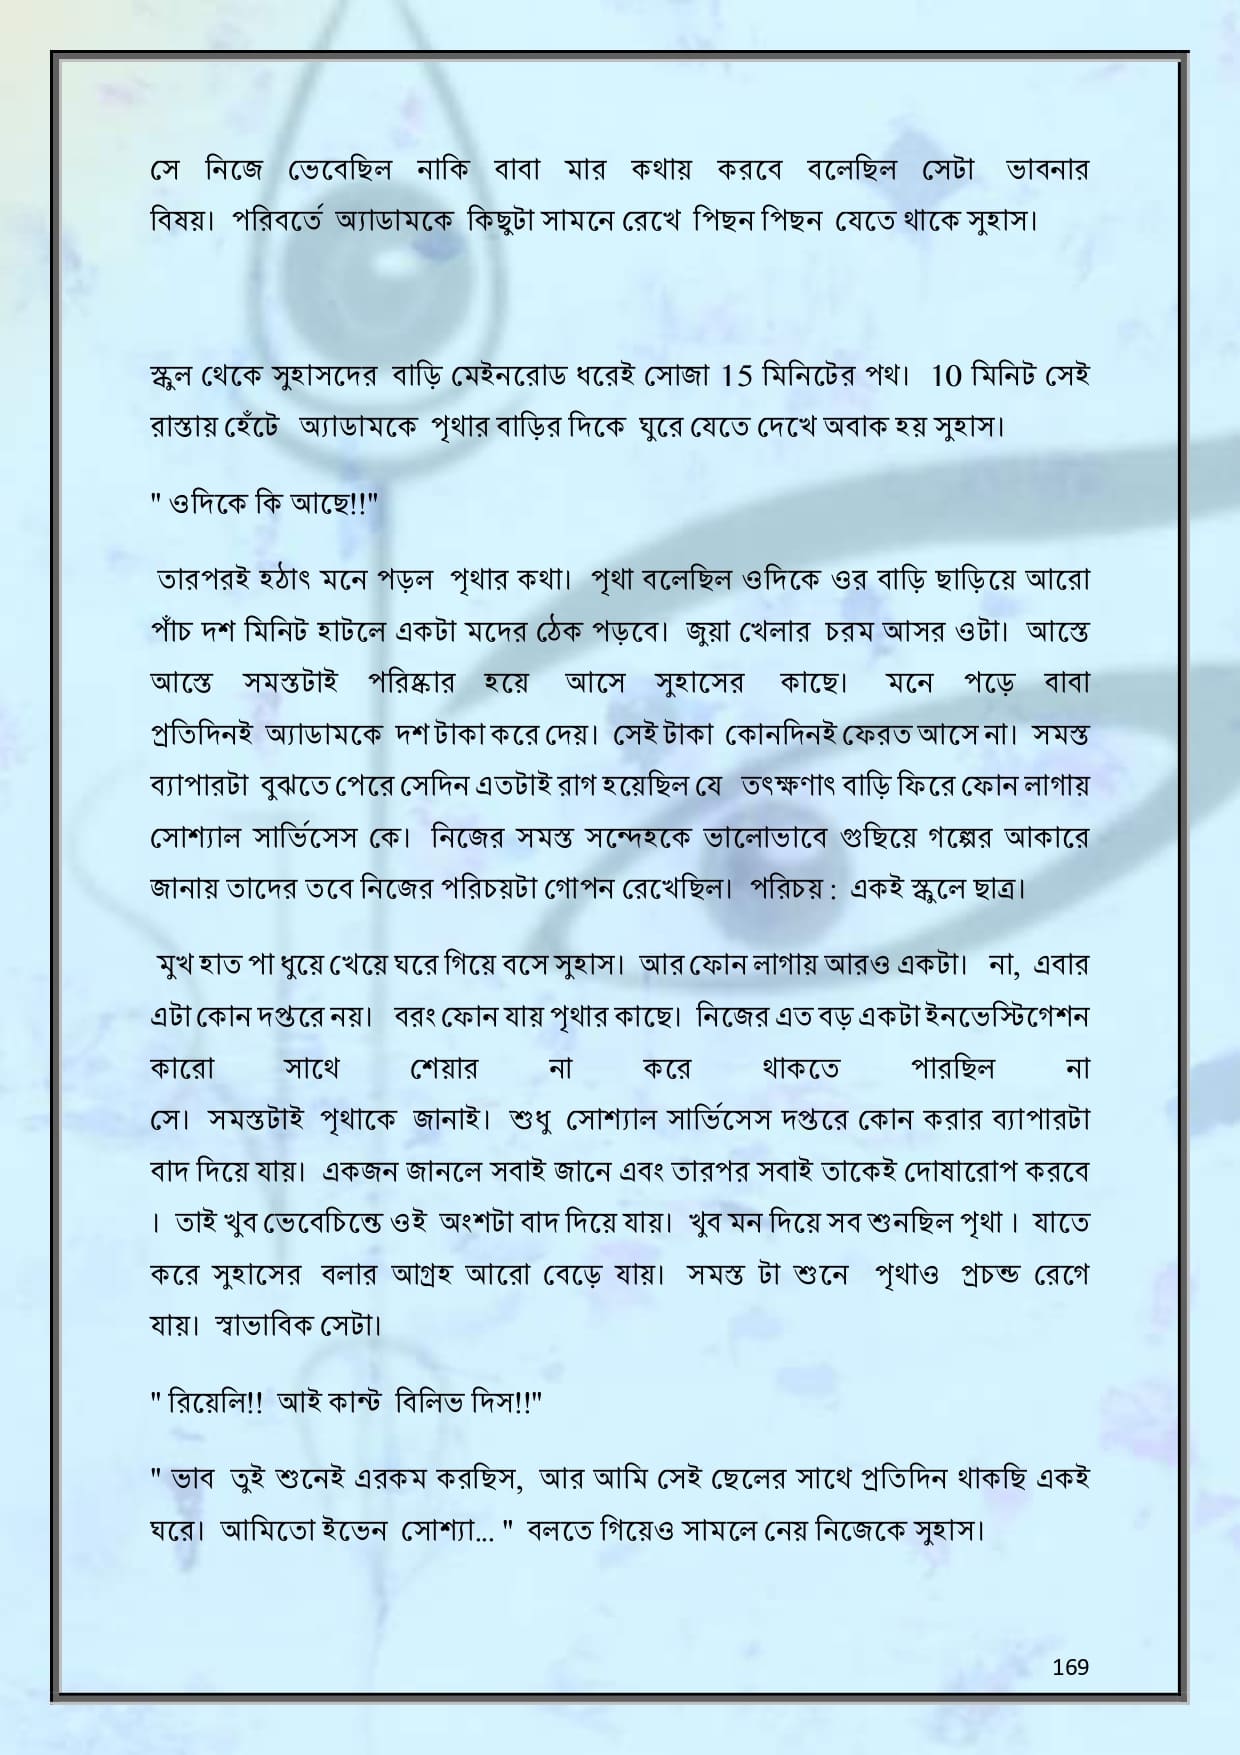 সে নিজে ভেবেছিল নাকি বাবা মার কথায় করবে বলেছিল সেটা ভাবনার
বিষয়। পরিবর্তে অ্যাডামকে কিছুটা সামনে রেখে পিছন পিছন যেতে থাকে সুহাস।
স্কুল থেকে সুহাসদের বাড়ি মেইনরোড ধরেই সোজা 15 মিনিটের পথ। 10 মিনিট সেই
রাস্তায় হেঁটে অ্যাডামকে পৃথার বাড়ির দিকে ঘুরে যেতে দেখে অবাক হয় সুহাস।
" ওদিকে কি আছে!!"
তারপরই হঠাৎ মনে পড়ল পৃথার কথা। পৃথা বলেছিল ওদিকে ওর বাড়ি ছাড়িয়ে আরো
পাঁচ দশ মিনিট হাটলে একটা মদের ঠেক পড়বে। জুয়া খেলার চরম আসর ওটা। আস্তে
আস্তে সমস্তটাই পরিষ্কার হয়ে আসে সুহাসের কাছে। মনে পড়ে বাবা
প্রতিদিনই অ্যাডামকে দশ টাকা করে দেয়। সেই টাকা কোনদিনই ফেরত আসে না। সমস্ত
ব্যাপারটা বুঝতে পেরে সেদিন এতটাই রাগ হয়েছিল যে তৎক্ষণাৎ বাড়ি ফিরে ফোন লাগায়
সোশ্যাল সার্ভিসেস কে। নিজের সমস্ত সন্দেহকে ভালোভাবে গুছিয়ে গল্পের আকারে
জানায় তাদের তবে নিজের পরিচয়টা গোপন রেখেছিল। পরিচয় : একই স্কুলে ছাত্র।
মুখ হাত পা ধুয়ে খেয়ে ঘরে গিয়ে বসে সুহাস। আর ফোন লাগায় আরও একটা। না, এবার
এটা কোন দপ্তরে নয়। বরং ফোন যায় পৃথার কাছে। নিজের এত বড় একটা ইনভেস্টিগেশন
কারো সাথে শেয়ার না করে থাকতে পারছিল না
সে। সমস্তটাই পৃথাকে জানাই। শুধু সোশ্যাল সার্ভিসেস দপ্তরে কোন করার ব্যাপারটা
বাদ দিয়ে যায়। একজন জানলে সবাই জানে এবং তারপর সবাই তাকেই দোষারোপ করবে
। তাই খুব ভেবেচিন্তে ওই অংশটা বাদ দিয়ে যায়। খুব মন দিয়ে সব শুনছিল পৃথা । যাতে
করে সুহাসের বলার আগ্রহ আরো বেড়ে যায়। সমস্ত টা শুনে পৃথাও প্রচন্ড রেগে
যায়। স্বাভাবিক সেটা।
" রিয়েলি!! আই কান্ট বিলিভ দিস!!"
" ভাব তুই শুনেই এরকম করছিস, আর আমি সেই ছেলের সাথে প্রতিদিন থাকছি একই
ঘরে। আমিতো ইভেন সোশ্যা... " বলতে গিয়েও সামলে নেয় নিজেকে সুহাস।
169